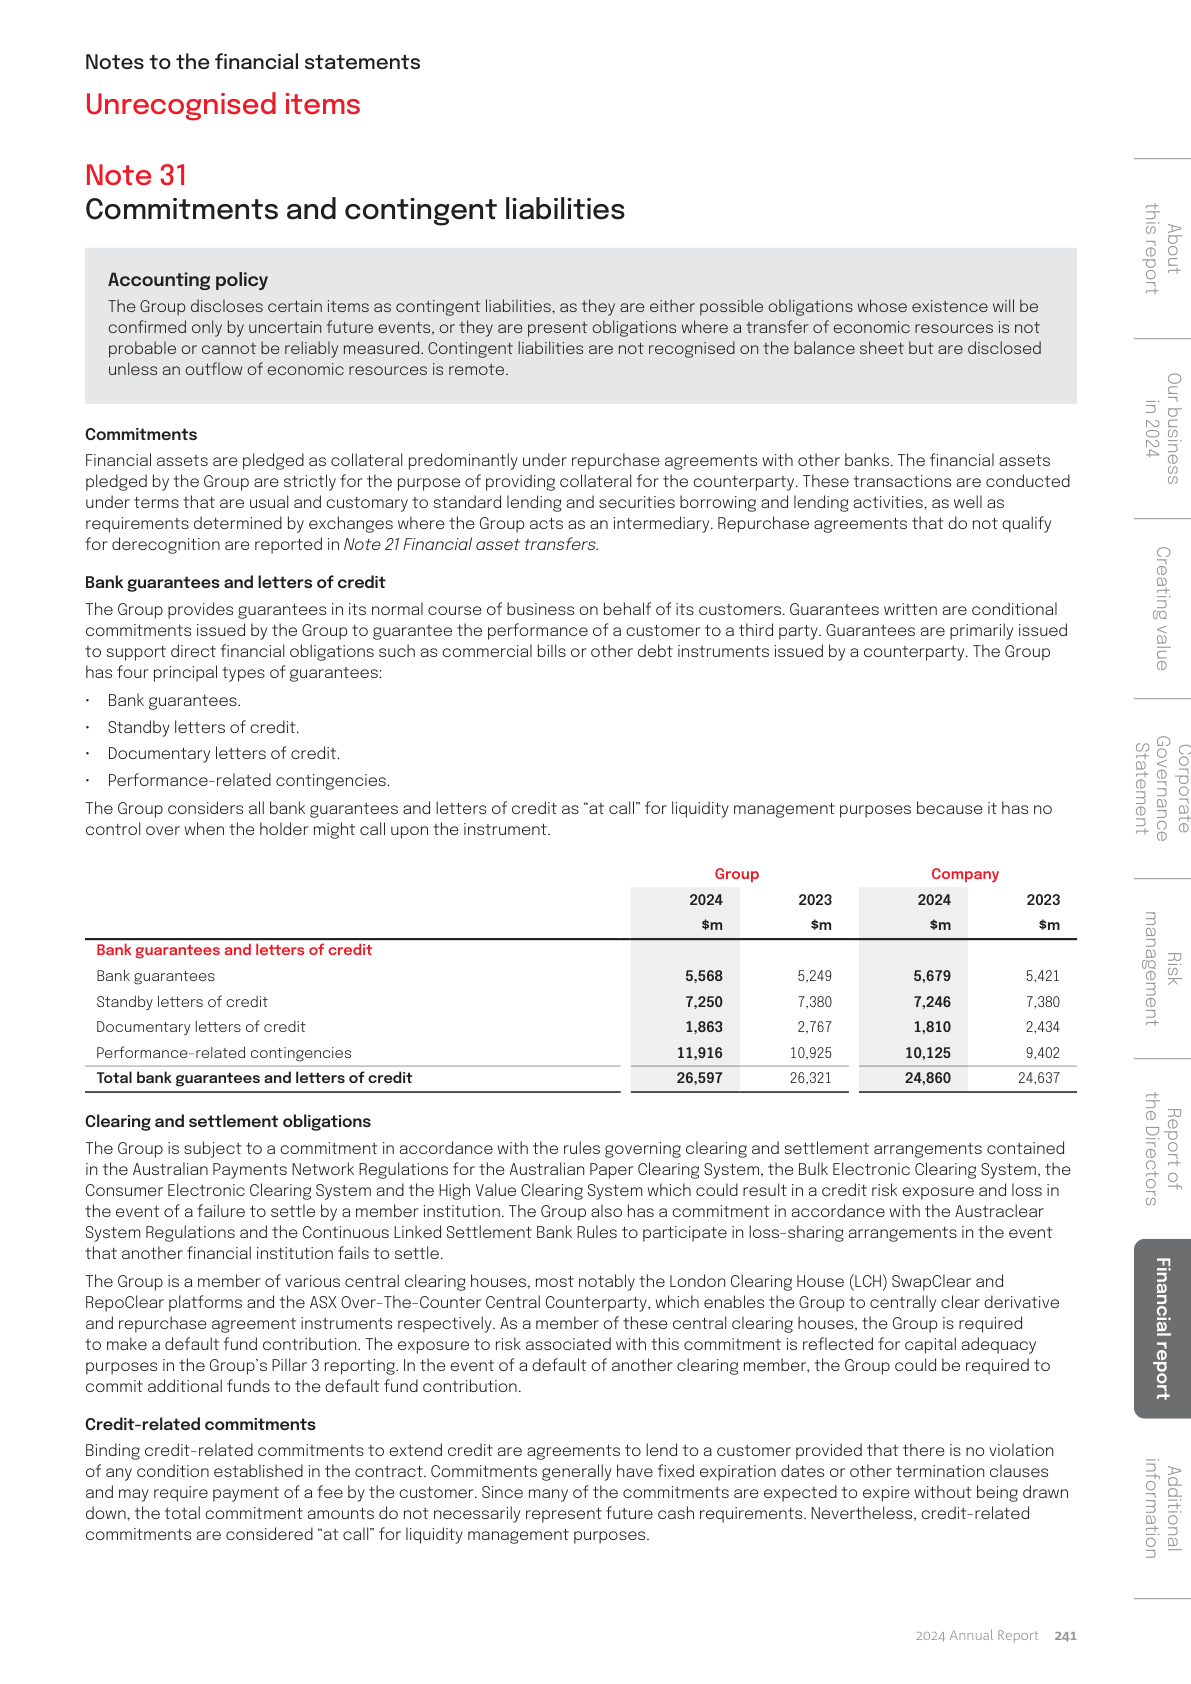 Notes to the financial statements
Unrecognised items
Note 31
Commitments and contingent liabilities
Accounting policy
The Group discloses certain items as contingent liabilities, as they are either possible obligations whose existence will be
confirmed only by uncertain future events, or they are present obligations where a transfer of economic resources is not
probable or cannot be reliably measured. Contingent liabilities are not recognised on the balance sheet but are disclosed
unless an outflow of economic resources is remote.
Commitments
Financial assets are pledged as collateral predominantly under repurchase agreements with other banks. The financial assets
pledged by the Group are strictly for the purpose of providing collateral for the counterparty. These transactions are conducted
under terms that are usual and customary to standard lending and securities borrowing and lending activities, as well as
requirements determined by exchanges where the Group acts as an intermediary. Repurchase agreements that do not qualify
for derecognition are reported in Note 21 Financial asset transfers.
Bank guarantees and letters of credit
The Group provides guarantees in its normal course of business on behalf of its customers. Guarantees written are conditional
commitments issued by the Group to guarantee the performance of a customer to a third party. Guarantees are primarily issued
to support direct financial obligations such as commercial bills or other debt instruments issued by a counterparty. The Group
has four principal types of guarantees:
• Bank guarantees.
• Standby letters of credit.
• Documentary letters of credit.
• Performance-related contingencies.
The Group considers all bank guarantees and letters of credit as “at call” for liquidity management purposes because it has no
control over when the holder might call upon the instrument.
Group Company
2024 2023 2024 2023
$m $m $m $m
Bank guarantees and letters of credit
Bank guarantees 5,568 5,249 5,679 5,421
Standby letters of credit 7,250 7,380 7,246 7,380
Documentary letters of credit 1,863 2,767 1,810 2,434
Performance-related contingencies 11,916 10,925 10,125 9,402
Total bank guarantees and letters of credit 26,597 26,321 24,860 24,637
Clearing and settlement obligations
The Group is subject to a commitment in accordance with the rules governing clearing and settlement arrangements contained
in the Australian Payments Network Regulations for the Australian Paper Clearing System, the Bulk Electronic Clearing System, the
Consumer Electronic Clearing System and the High Value Clearing System which could result in a credit risk exposure and loss in
the event of a failure to settle by a member institution. The Group also has a commitment in accordance with the Austraclear
System Regulations and the Continuous Linked Settlement Bank Rules to participate in loss-sharing arrangements in the event
that another financial institution fails to settle.
The Group is a member of various central clearing houses, most notably the London Clearing House (LCH) SwapClear and
RepoClear platforms and the ASX Over-The-Counter Central Counterparty, which enables the Group to centrally clear derivative
and repurchase agreement instruments respectively. As a member of these central clearing houses, the Group is required
to make a default fund contribution. The exposure to risk associated with this commitment is reflected for capital adequacy
purposes in the Group’s Pillar 3 reporting. In the event of a default of another clearing member, the Group could be required to
commit additional funds to the default fund contribution.
Credit-related commitments
Binding credit-related commitments to extend credit are agreements to lend to a customer provided that there is no violation
of any condition established in the contract. Commitments generally have fixed expiration dates or other termination clauses
and may require payment of a fee by the customer. Since many of the commitments are expected to expire without being drawn
down, the total commitment amounts do not necessarily represent future cash requirements. Nevertheless, credit-related
commitments are considered “at call” for liquidity management purposes.
About
this report
Our business
in 2024
Creating value
Corporate
Governance
Statement
Risk
management
Report of
the Directors
Financial report
Additional
information
2024 Annual Report 241